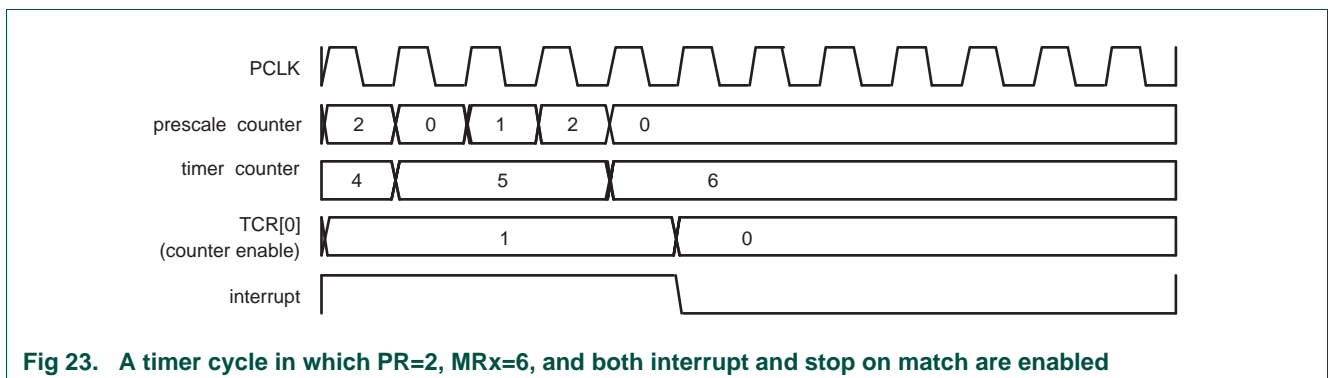 PCLK
prescale counter 2 0 1 2 0
timer counter 4 5 6
TCR[0]
(counter enable) 1 0
interrupt
Fig 23. A timer cycle in which PR=2, MRx=6, and both interrupt and stop on match are enabled